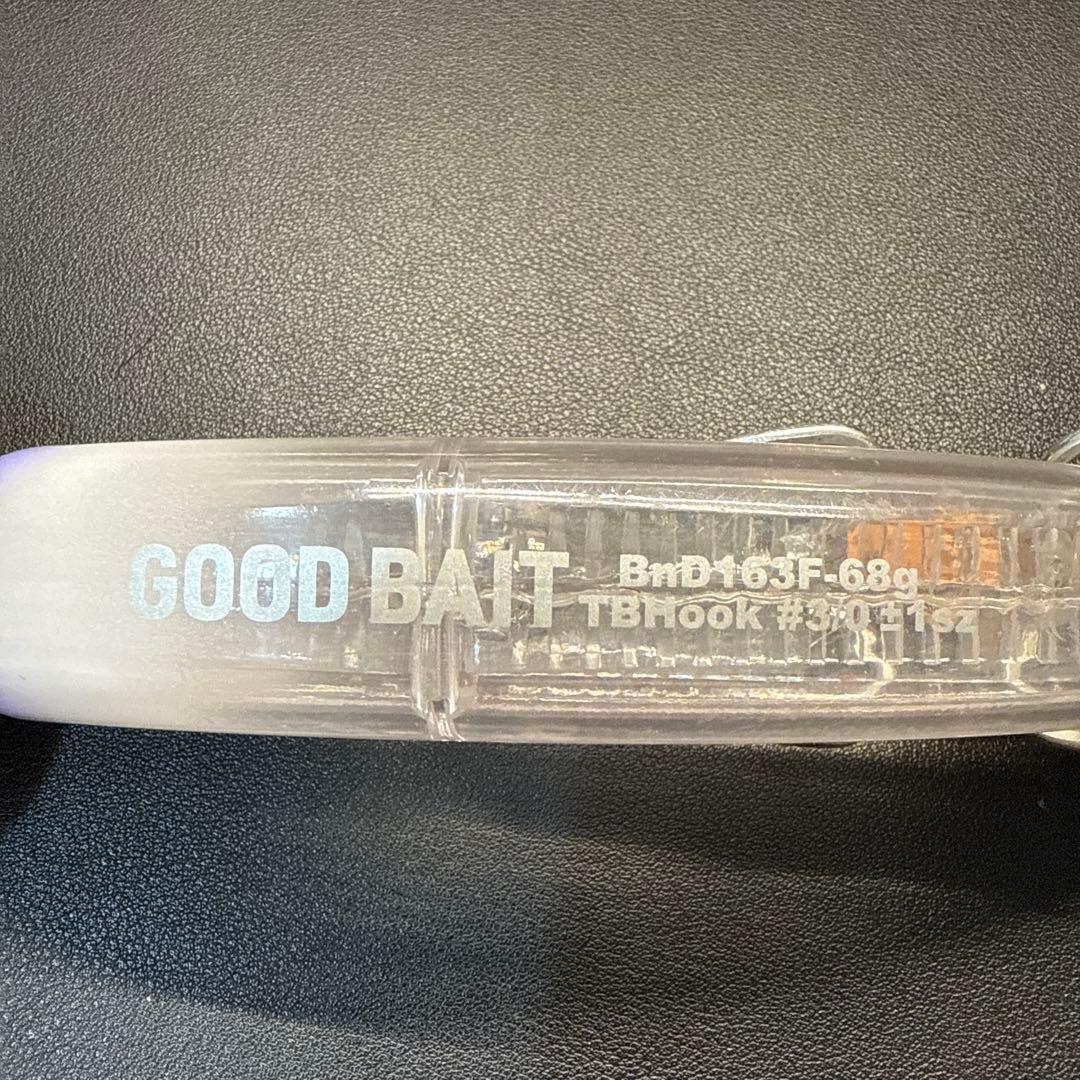 GOOD BAIT
BnD163F-68g
TBHook #3/0 ±1sz